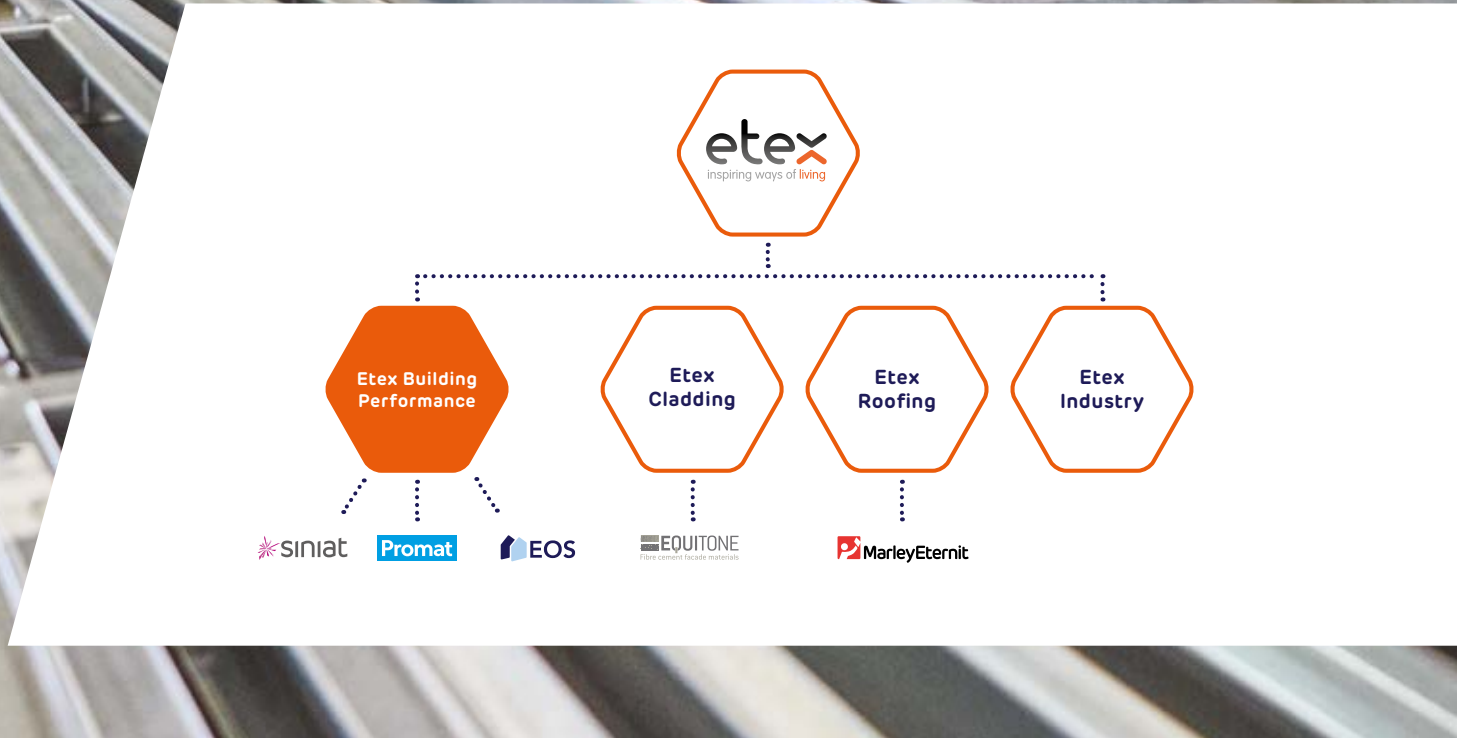 etex
inspiring ways of living
Etex Building
Performance
Etex
Cladding
Etex
Roofing
Etex
Industry
sınıat
Promat
EOS
EQUITONE
Fibre cement facade materials
MarleyEternit